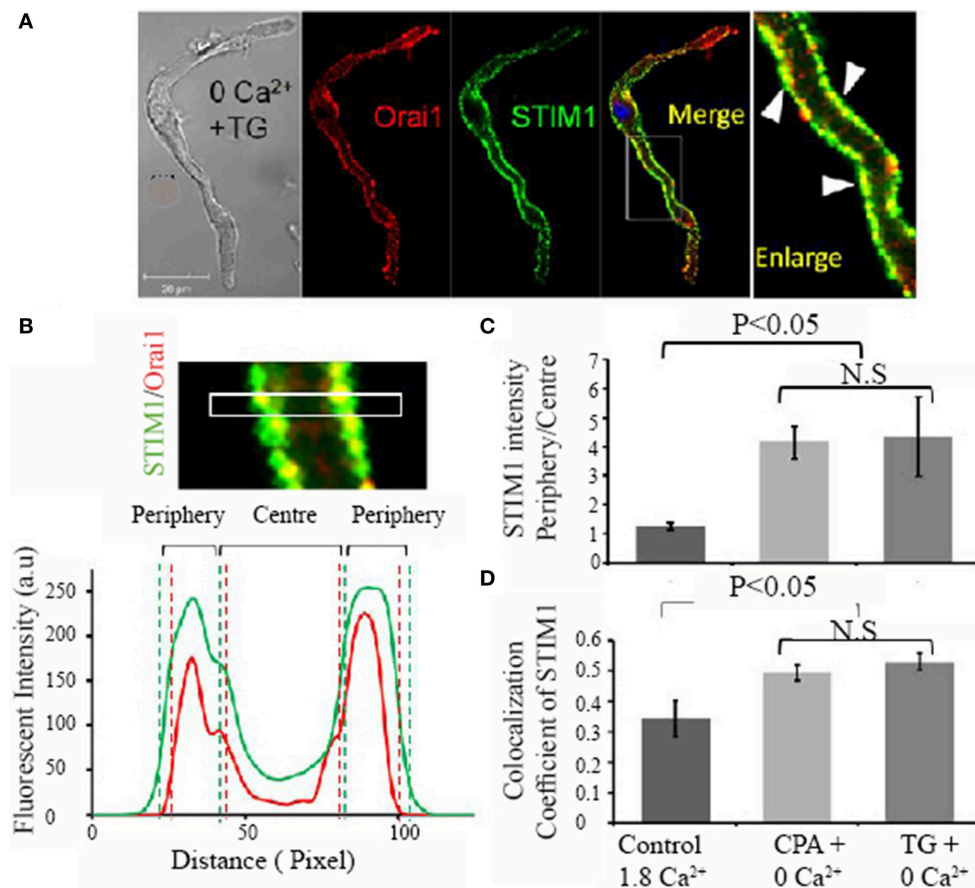 A
0 Ca²⁺
+TG
20 µm
Orai1
STIM1
Merge
Enlarge
B
STIM1/Orai1
Periphery Centre Periphery
Fluorescent Intensity (a.u)
250
200
150
100
50
0
0 50 100
Distance ( Pixel)
C
P<0.05
N.S
STIM1 intensity
Periphery/Centre
7
6
5
4
3
2
1
0
D
P<0.05
N.S
Colocalization
Coefficient of STIM1
0.6
0.5
0.4
0.3
0.2
0.1
0
Control CPA + TG +
1.8 Ca²⁺ 0 Ca²⁺ 0 Ca²⁺